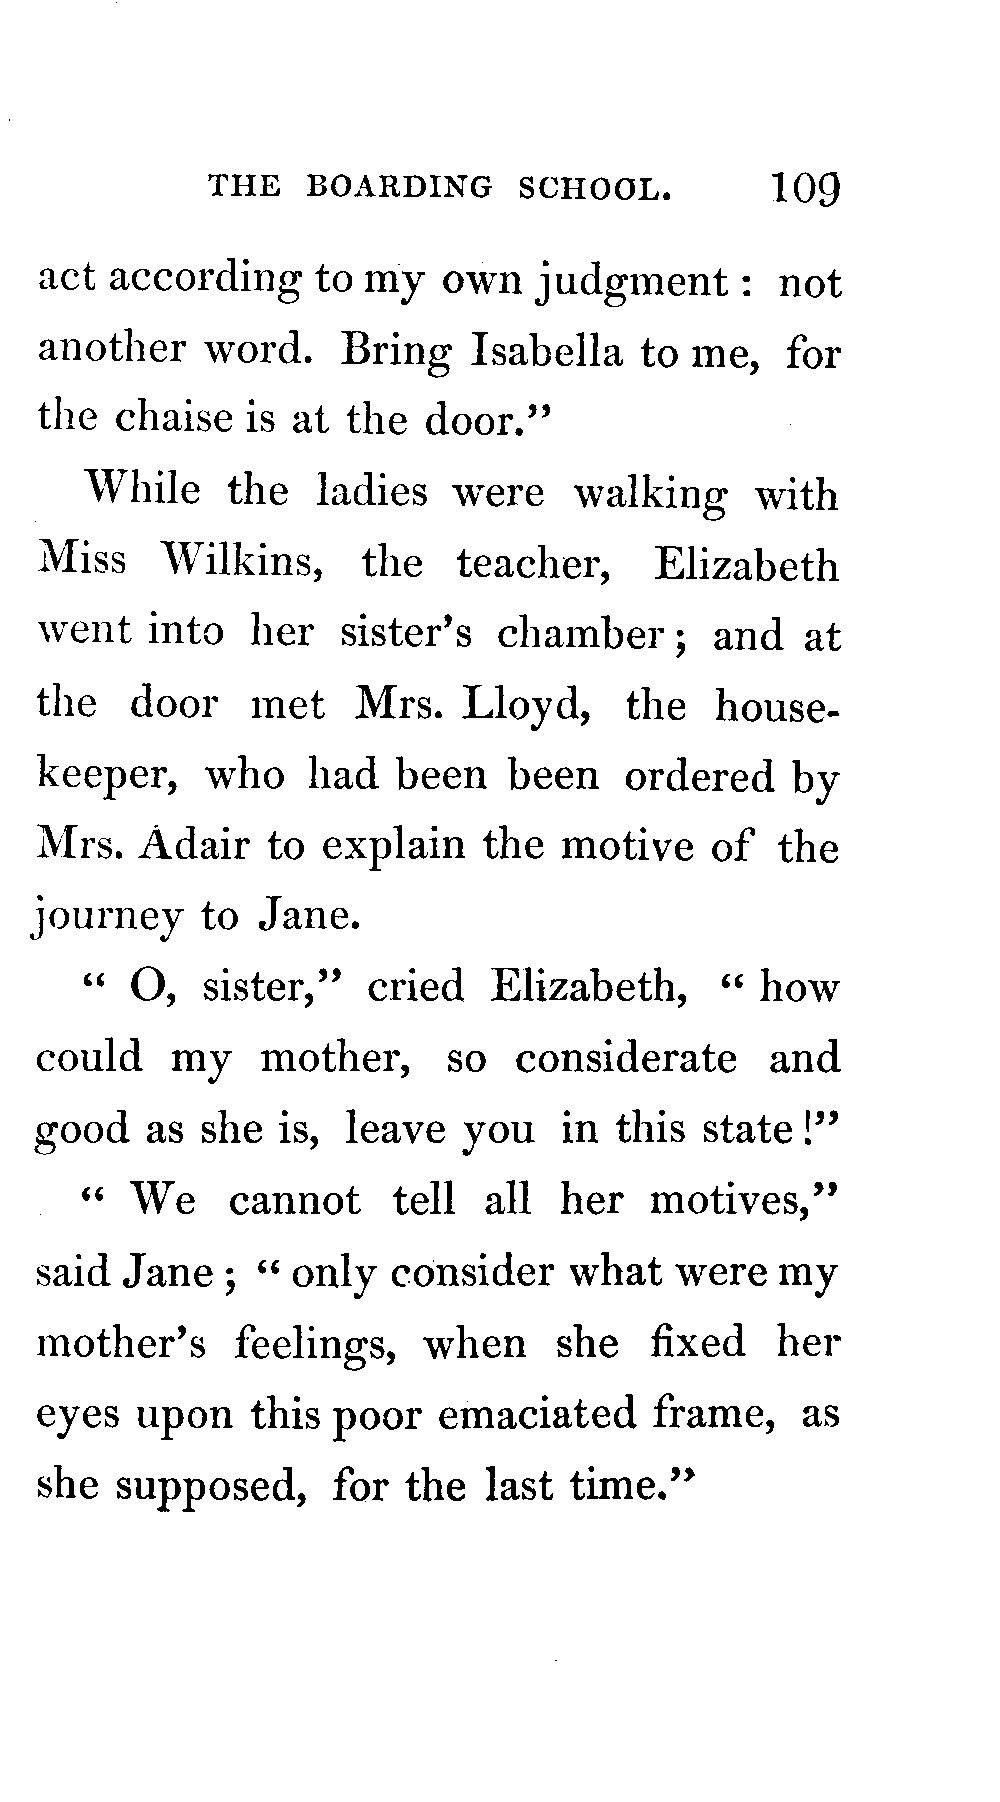 THE BOARDING SCHOOL. 109
act according to my own judgment : not
another word. Bring Isabella to me, for
the chaise is at the door.”
While the ladies were walking with
Miss Wilkins, the teacher, Elizabeth
went into her sister’s chamber ; and at
the door met Mrs. Lloyd, the house-
keeper, who had been been ordered by
Mrs. Adair to explain the motive of the
journey to Jane.
“ O, sister,” cried Elizabeth, “ how
could my mother, so considerate and
good as she is, leave you in this state !”
“ We cannot tell all her motives,”
said Jane ; “ only consider what were my
mother’s feelings, when she fixed her
eyes upon this poor emaciated frame, as
she supposed, for the last time.”